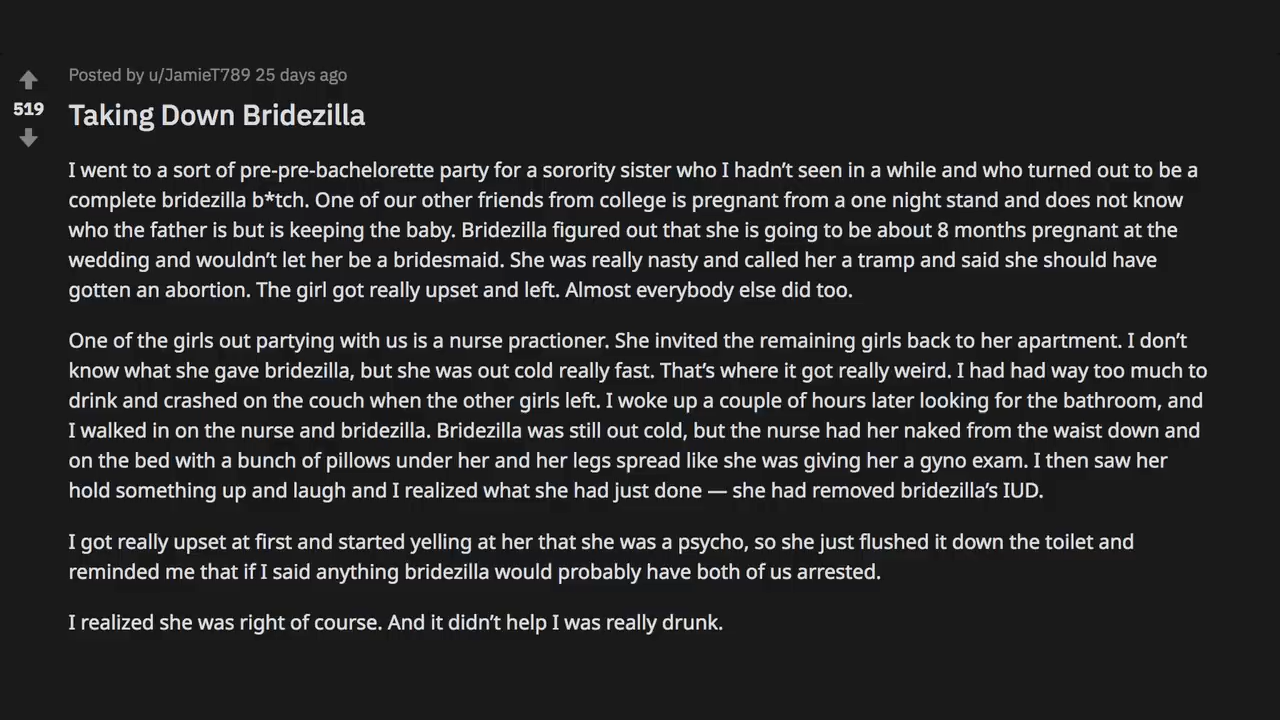 Posted by u/JamieT789 25 days ago
519
Taking Down Bridezilla
I went to a sort of pre-pre-bachelorette party for a sorority sister who I hadn't seen in a while and who turned out to be a
complete bridezilla b*tch. One of our other friends from college is pregnant from a one night stand and does not know
who the father is but is keeping the baby. Bridezilla figured out that she is going to be about 8 months pregnant at the
wedding and wouldn't let her be a bridesmaid. She was really nasty and called her a tramp and said she should have
gotten an abortion. The girl got really upset and left. Almost everybody else did too.
One of the girls out partying with us is a nurse practioner. She invited the remaining girls back to her apartment. I don't
know what she gave bridezilla, but she was out cold really fast. That's where it got really weird. I had had way too much to
drink and crashed on the couch when the other girls left. I woke up a couple of hours later looking for the bathroom, and
I walked in on the nurse and bridezilla. Bridezilla was still out cold, but the nurse had her naked from the waist down and
on the bed with a bunch of pillows under her and her legs spread like she was giving her a gyno exam. I then saw her
hold something up and laugh and I realized what she had just done — she had removed bridezilla's IUD.
I got really upset at first and started yelling at her that she was a psycho, so she just flushed it down the toilet and
reminded me that if I said anything bridezilla would probably have both of us arrested.
I realized she was right of course. And it didn't help I was really drunk.